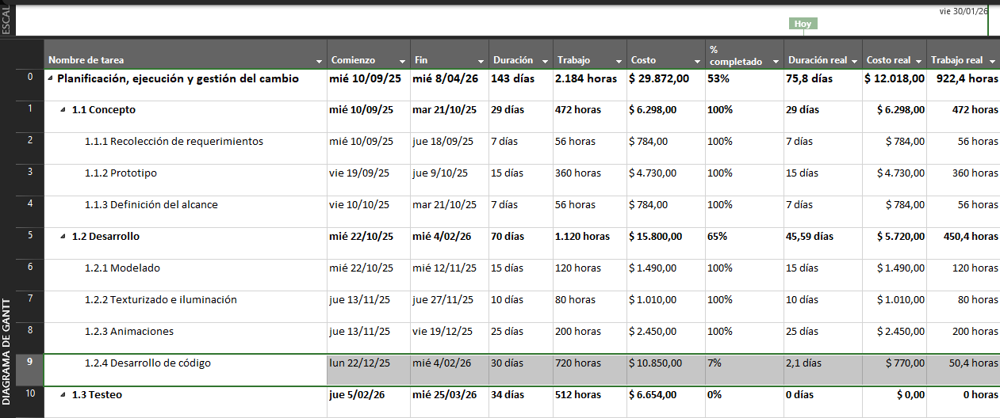 ESCAL
vie 30/01/26
Hoy
Nombre de tarea Comienzo Fin Duración Trabajo Costo % completado Duración real Costo real Trabajo real
0 Planificación, ejecución y gestión del cambio mié 10/09/25 mié 8/04/26 143 días 2.184 horas $ 29.872,00 53% 75,8 días $ 12.018,00 922,4 horas
1 1.1 Concepto mié 10/09/25 mar 21/10/25 29 días 472 horas $ 6.298,00 100% 29 días $ 6.298,00 472 horas
2 1.1.1 Recolección de requerimientos mié 10/09/25 jue 18/09/25 7 días 56 horas $ 784,00 100% 7 días $ 784,00 56 horas
3 1.1.2 Prototipo vie 19/09/25 jue 9/10/25 15 días 360 horas $ 4.730,00 100% 15 días $ 4.730,00 360 horas
4 1.1.3 Definición del alcance vie 10/10/25 mar 21/10/25 7 días 56 horas $ 784,00 100% 7 días $ 784,00 56 horas
5 1.2 Desarrollo mié 22/10/25 mié 4/02/26 70 días 1.120 horas $ 15.800,00 65% 45,59 días $ 5.720,00 450,4 horas
6 1.2.1 Modelado mié 22/10/25 mié 12/11/25 15 días 120 horas $ 1.490,00 100% 15 días $ 1.490,00 120 horas
7 1.2.2 Texturizado e iluminación jue 13/11/25 jue 27/11/25 10 días 80 horas $ 1.010,00 100% 10 días $ 1.010,00 80 horas
8 1.2.3 Animaciones jue 13/11/25 vie 19/12/25 25 días 200 horas $ 2.450,00 100% 25 días $ 2.450,00 200 horas
9 1.2.4 Desarrollo de código lun 22/12/25 mié 4/02/26 30 días 720 horas $ 10.850,00 7% 2,1 días $ 770,00 50,4 horas
10 1.3 Testeo jue 5/02/26 mié 25/03/26 34 días 512 horas $ 6.654,00 0% 0 días $ 0,00 0 horas
DIAGRAMA DE GANTT